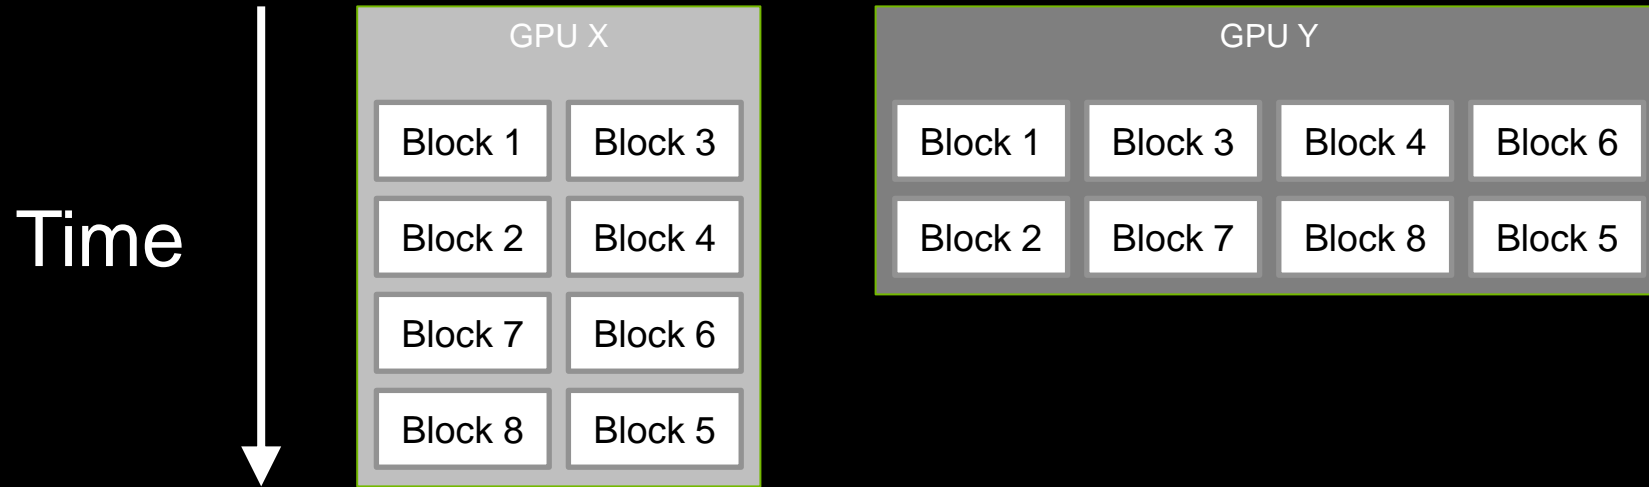 GPU X
GPU Y
Block 1 Block 3
Block 1 Block 3 Block 4 Block 6
Time
Block 2 Block 4
Block 2 Block 7 Block 8 Block 5
Block 7 Block 6
Block 8 Block 5